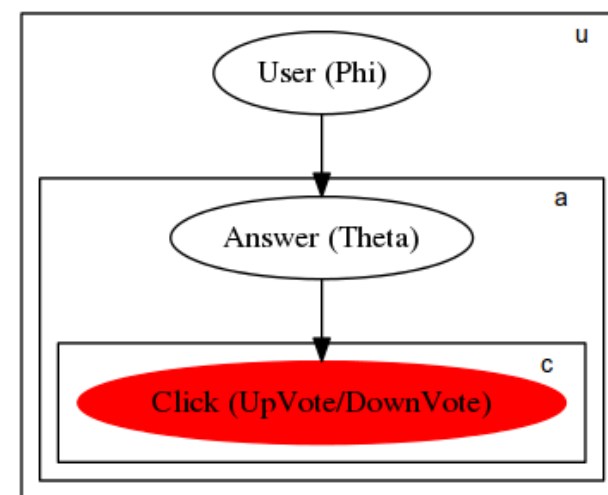 u
User (Phi)
a
Answer (Theta)
c
Click (UpVote/DownVote)